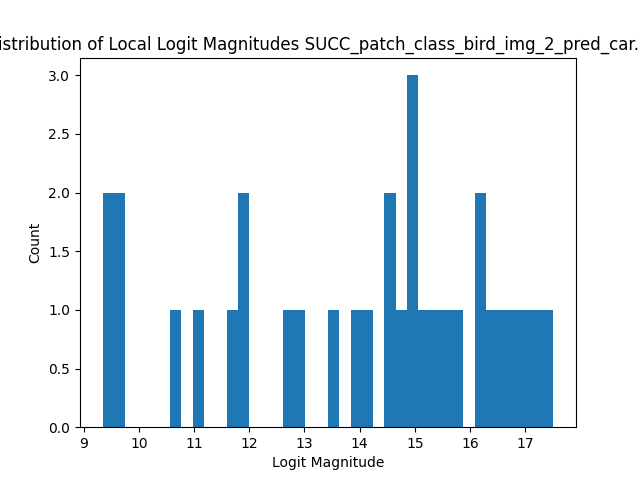 istribution of Local Logit Magnitudes SUCC_patch_class_bird_img_2_pred_car.
3.0
2.5
2.0
1.5
1.0
0.5
0.0
Count
9 10 11 12 13 14 15 16 17
Logit Magnitude